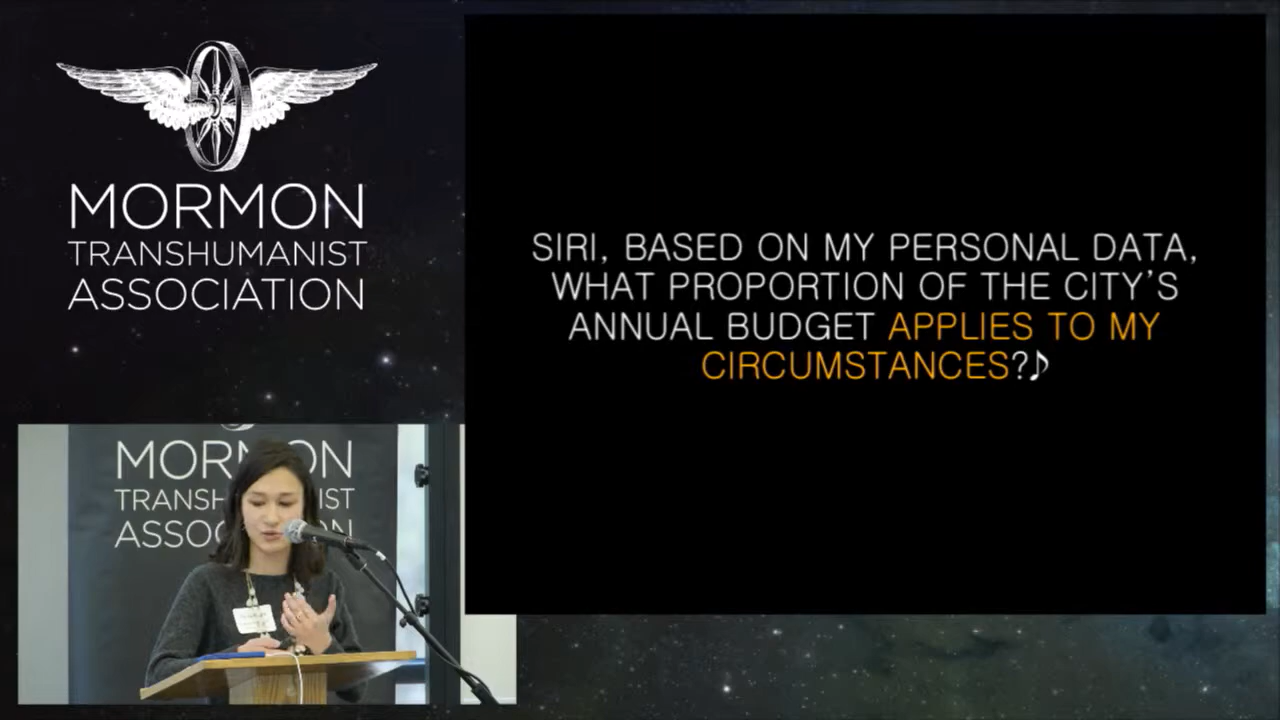 MORMON
TRANSHUMANIST
ASSOCIATION
SIRI, BASED ON MY PERSONAL DATA,
WHAT PROPORTION OF THE CITY'S
ANNUAL BUDGET APPLIES TO MY
CIRCUMSTANCES?♪
MORMON
TRANSHUMANIST
ASSOCIATION